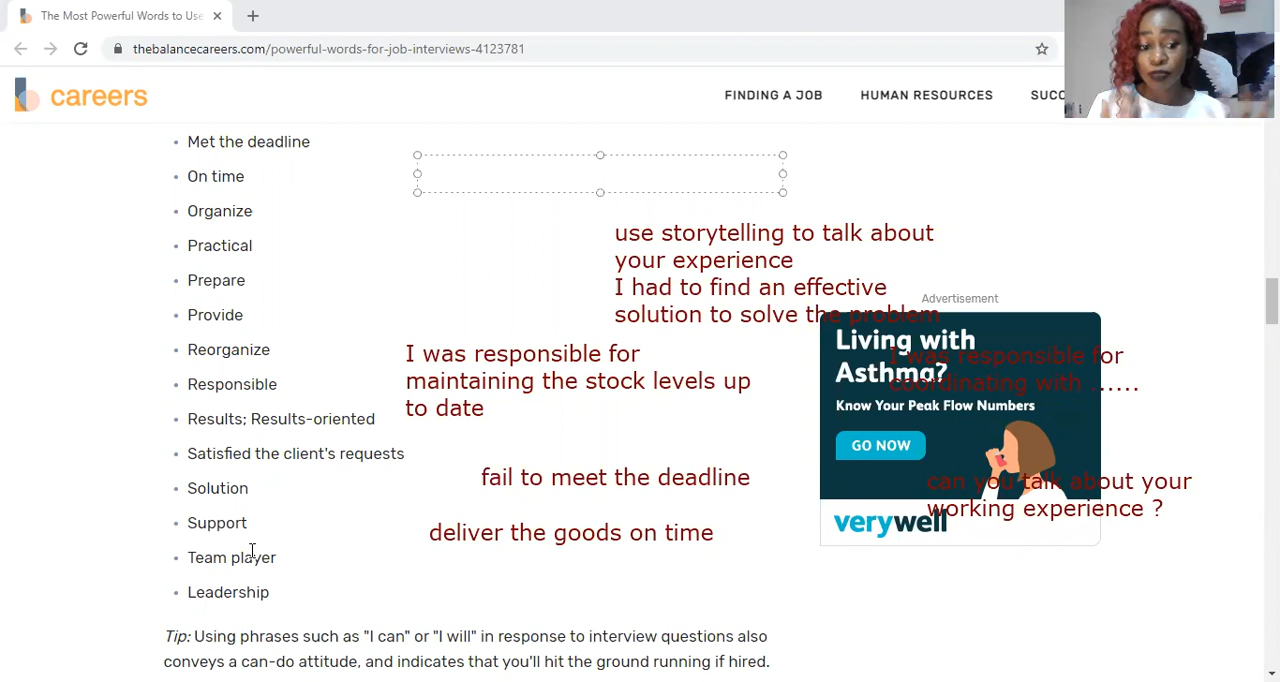 The Most Powerful Words to Use
thebalancecareers.com/powerful-words-for-job-interviews-4123781
careers
FINDING A JOB
HUMAN RESOURCES
SUCC
Met the deadline
On time
Organize
Practical
Prepare
Provide
Reorganize
Responsible
Results; Results-oriented
Satisfied the client's requests
Solution
Support
Team player
Leadership
use storytelling to talk about
your experience
I had to find an effective
solution to solve the problem
I was responsible for
maintaining the stock levels up
to date
fail to meet the deadline
deliver the goods on time
Advertisement
Living with
Asthma?
Know Your Peak Flow Numbers
GO NOW
verywell
I was responsible for
coordinating with ......
can you talk about your
working experience ?
Tip: Using phrases such as "I can" or "I will" in response to interview questions also
conveys a can-do attitude, and indicates that you'll hit the ground running if hired.